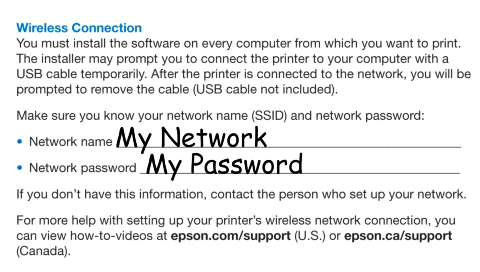 Wireless Connection
You must install the software on every computer from which you want to print.
The installer may prompt you to connect the printer to your computer with a
USB cable temporarily. After the printer is connected to the network, you will be
prompted to remove the cable (USB cable not included).
Make sure you know your network name (SSID) and network password:
• Network name My Network
• Network password My Password
If you don't have this information, contact the person who set up your network.
For more help with setting up your printer's wireless network connection, you
can view how-to-videos at epson.com/support (U.S.) or epson.ca/support
(Canada).